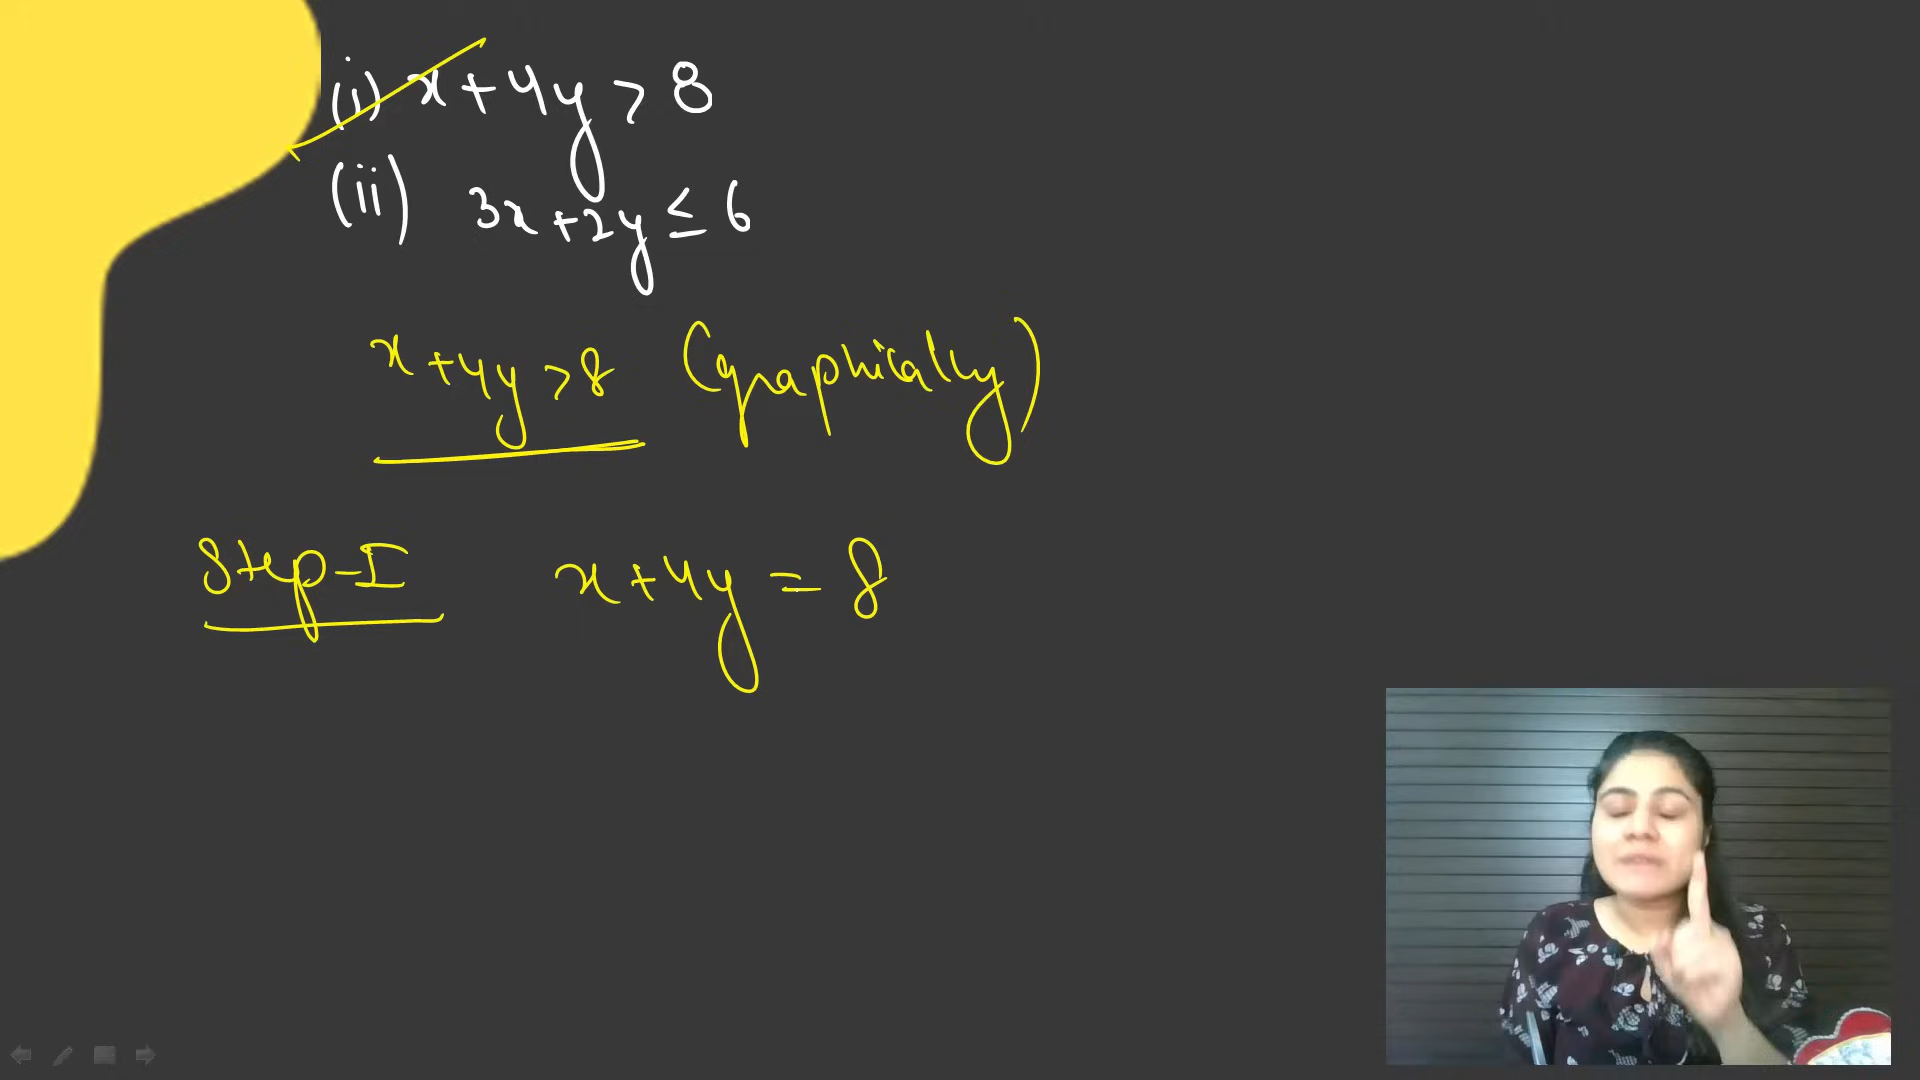 (i) x+4y > 8
(ii) 3x+2y ≤ 6
x+4y>8 (graphically)
Step-I x+4y = 8